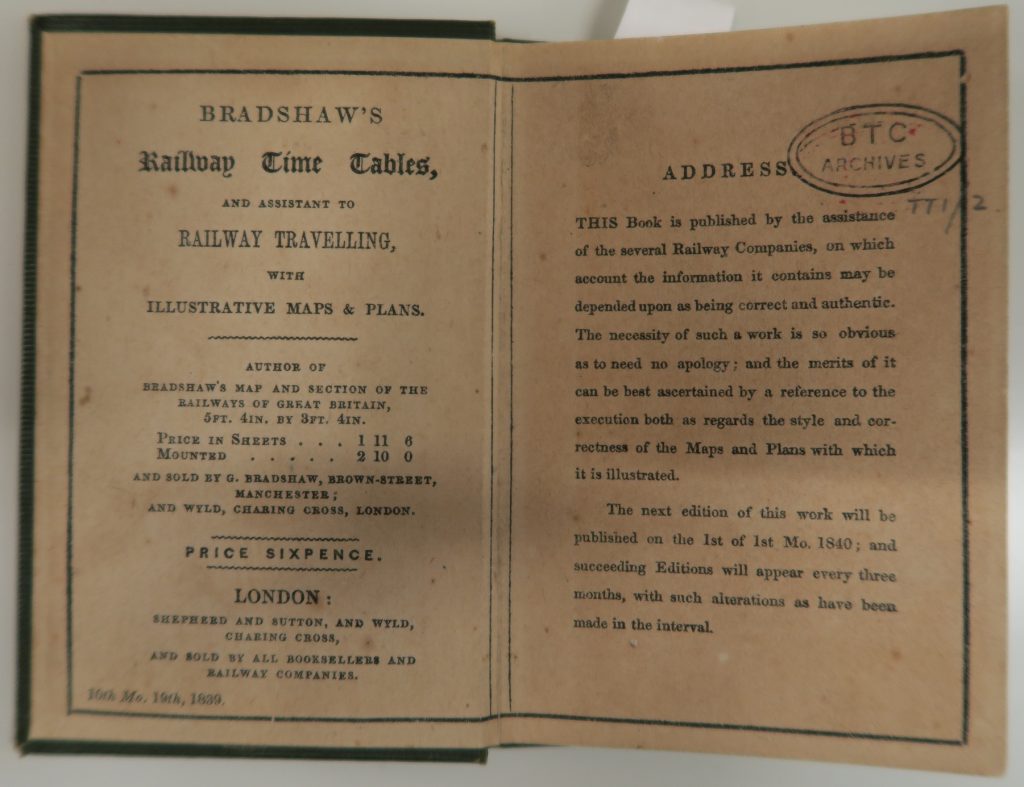 BRADSHAW'S
Railway Time Tables,
AND ASSISTANT TO
RAILWAY TRAVELLING,
WITH
ILLUSTRATIVE MAPS & PLANS.
AUTHOR OF
BRADSHAW'S MAP AND SECTION OF THE
RAILWAYS OF GREAT BRITAIN,
5FT. 4IN. BY 3FT. 4IN.
PRICE IN SHEETS . . . 1 11 6
MOUNTED . . . . . 2 10 0
AND SOLD BY G. BRADSHAW, BROWN-STREET,
MANCHESTER;
AND WYLD, CHARING CROSS, LONDON.
PRICE SIXPENCE.
LONDON:
SHEPHERD AND SUTTON, AND WYLD,
CHARING CROSS,
AND SOLD BY ALL BOOKSELLERS AND
RAILWAY COMPANIES.
10th Mo. 19th, 1839.
BTC
ARCHIVES
TT1/2
ADDRESS.
THIS Book is published by the assistance
of the several Railway Companies, on which
account the information it contains may be
depended upon as being correct and authentic.
The necessity of such a work is so obvious
as to need no apology; and the merits of it
can be best ascertained by a reference to the
execution both as regards the style and cor-
rectness of the Maps and Plans with which
it is illustrated.
The next edition of this work will be
published on the 1st of 1st Mo. 1840; and
succeeding Editions will appear every three
months, with such alterations as have been
made in the interval.